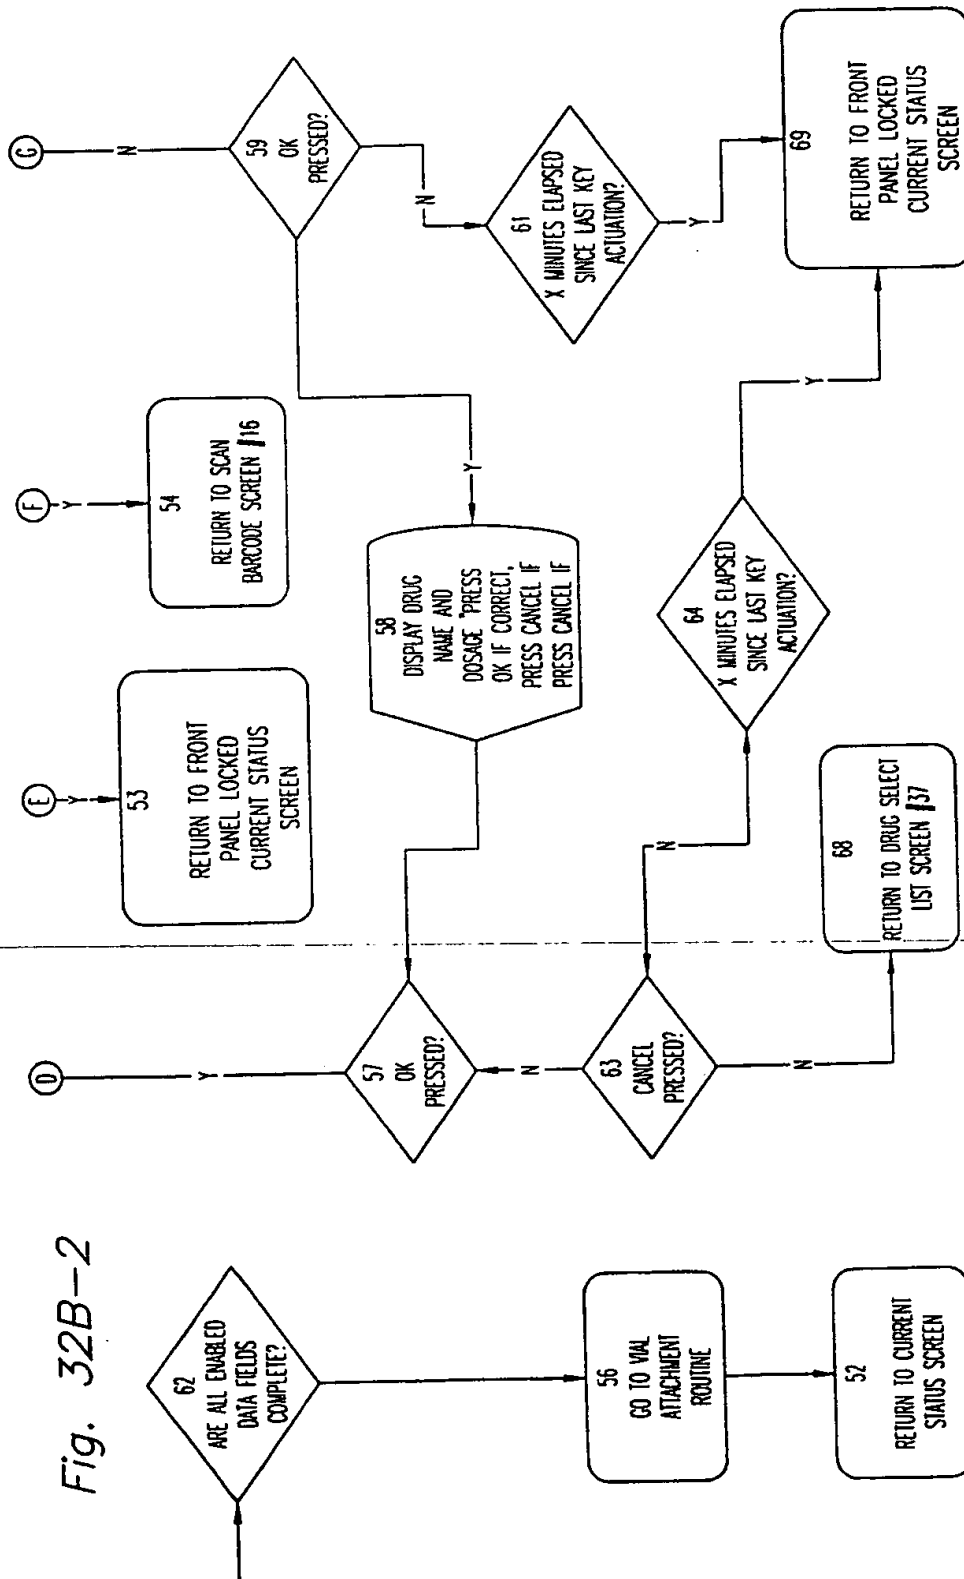 Fig. 32B-2
62
ARE ALL ENABLED
DATA FIELDS
COMPLETE?
56
GO TO VIAL
ATTACHMENT
ROUTINE
52
RETURN TO CURRENT
STATUS SCREEN
D
Y
57
OK
PRESSED?
N
63
CANCEL
PRESSED?
N
E
Y
53
RETURN TO FRONT
PANEL LOCKED
CURRENT STATUS
SCREEN
F
Y
54
RETURN TO SCAN
BARCODE SCREEN #16
58
DISPLAY DRUG
NAME AND
DOSAGE "PRESS
OK IF CORRECT,
PRESS CANCEL IF
PRESS CANCEL IF
Y
N
64
X MINUTES ELAPSED
SINCE LAST KEY
ACTUATION?
Y
68
RETURN TO DRUG SELECT
LIST SCREEN #37
G
N
59
OK
PRESSED?
N
61
X MINUTES ELAPSED
SINCE LAST KEY
ACTUATION?
Y
69
RETURN TO FRONT
PANEL LOCKED
CURRENT STATUS
SCREEN